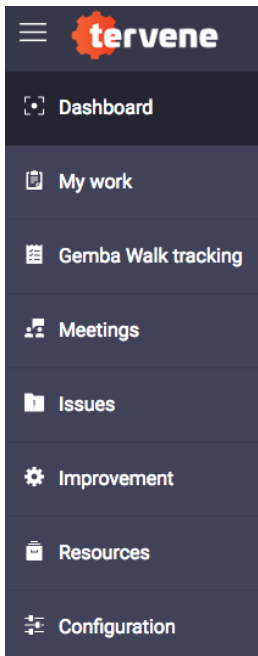 tervene
Dashboard
My work
Gemba Walk tracking
Meetings
Issues
Improvement
Resources
Configuration